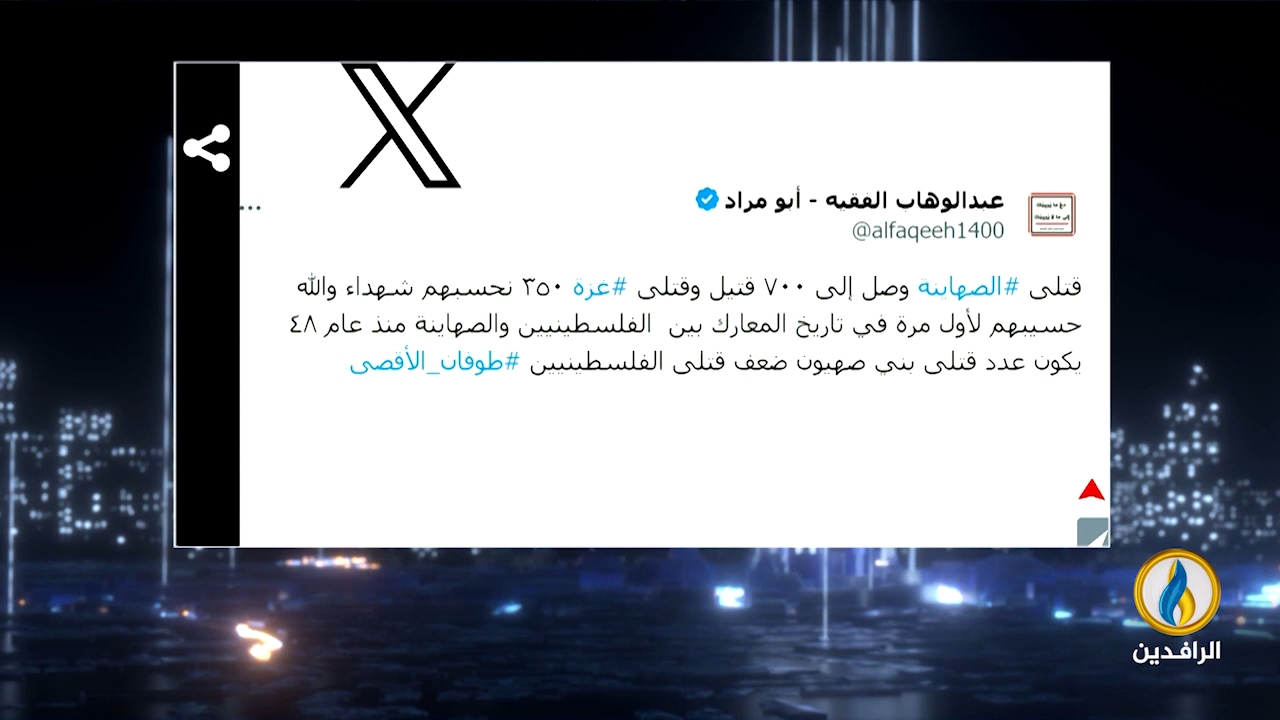 عبدالوهاب الفقيه - أبو مراد
@alfaqeeh1400
...
قتلى #الصهاينة وصل إلى ٧٠٠ قتيل وقتلى #غزة ٣٥٠ نحسبهم شهداء والله
حسيبهم لأول مرة في تاريخ المعارك بين الفلسطينيين والصهاينة منذ عام ٤٨
يكون عدد قتلى بني صهيون ضعف قتلى الفلسطينيين #طوفان_الأقصى
الرافدين